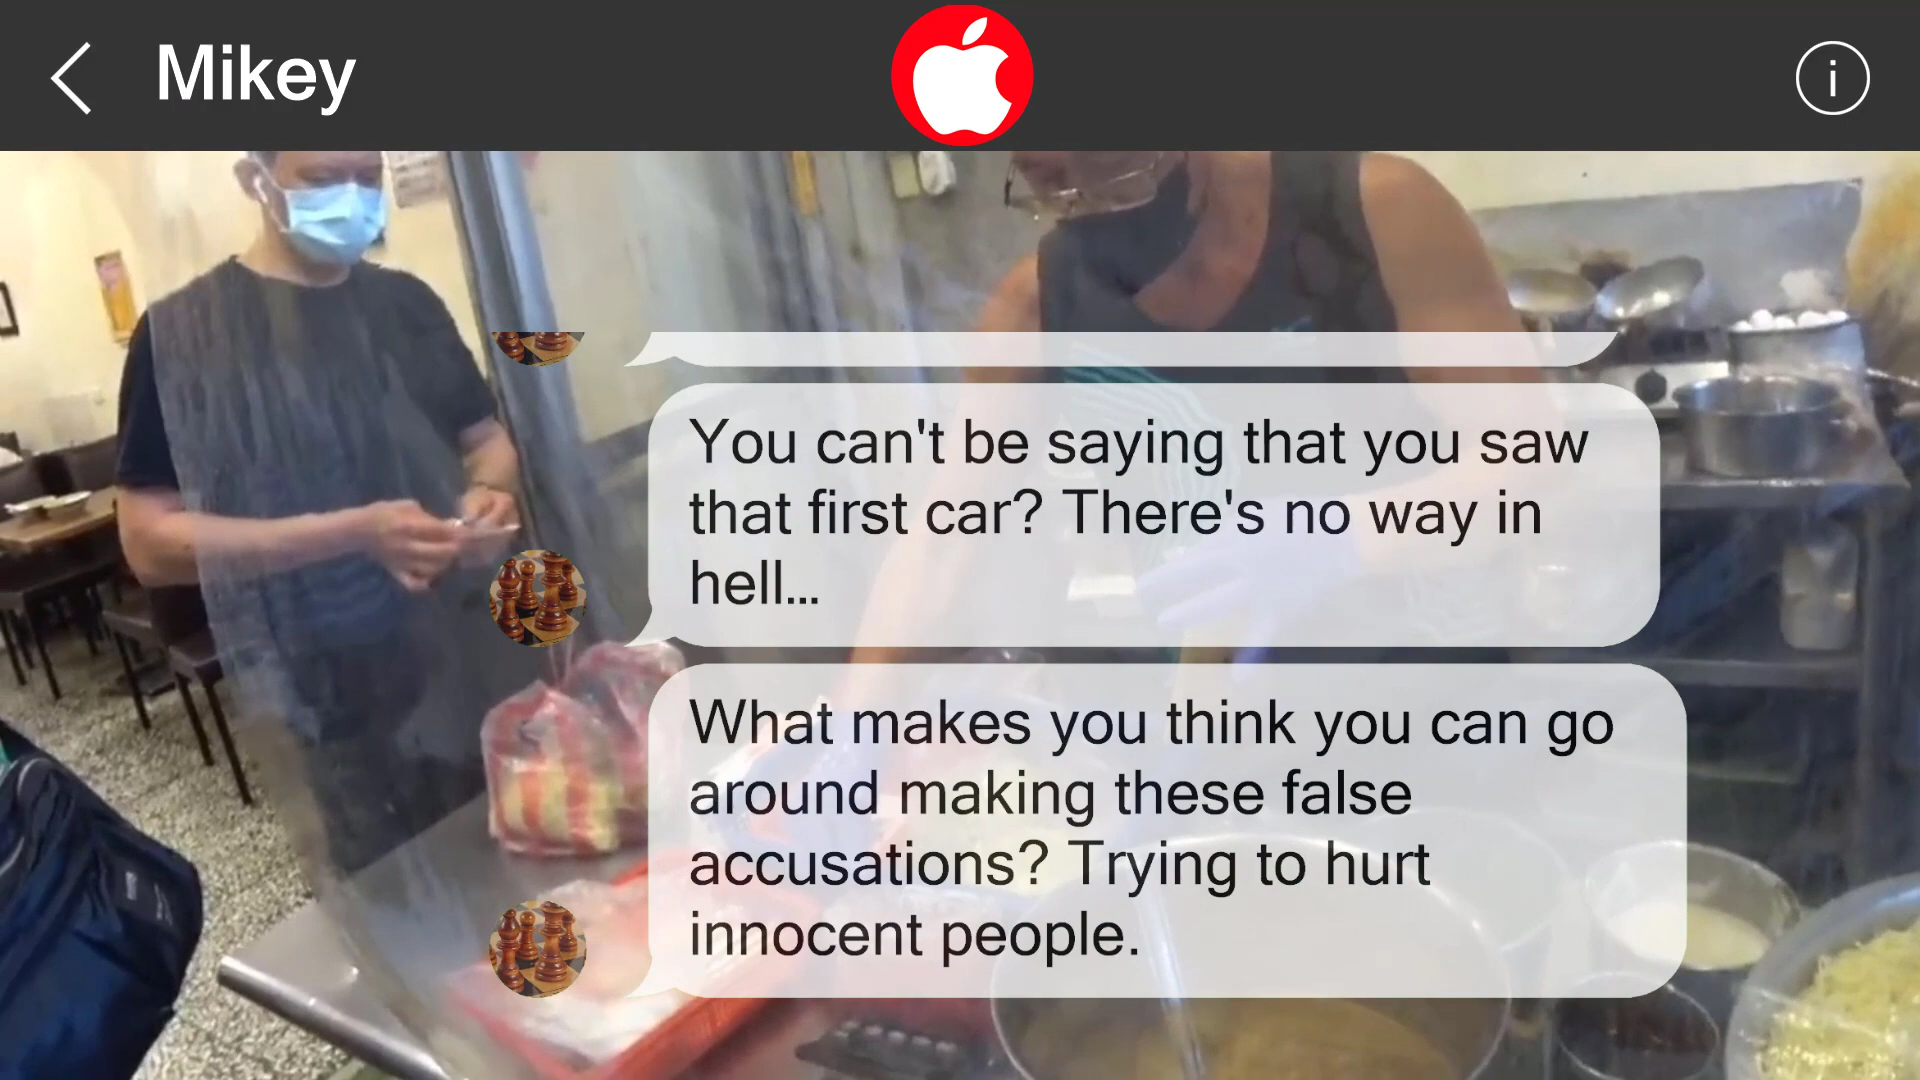 Mikey
You can't be saying that you saw
that first car? There's no way in
hell...
What makes you think you can go
around making these false
accusations? Trying to hurt
innocent people.